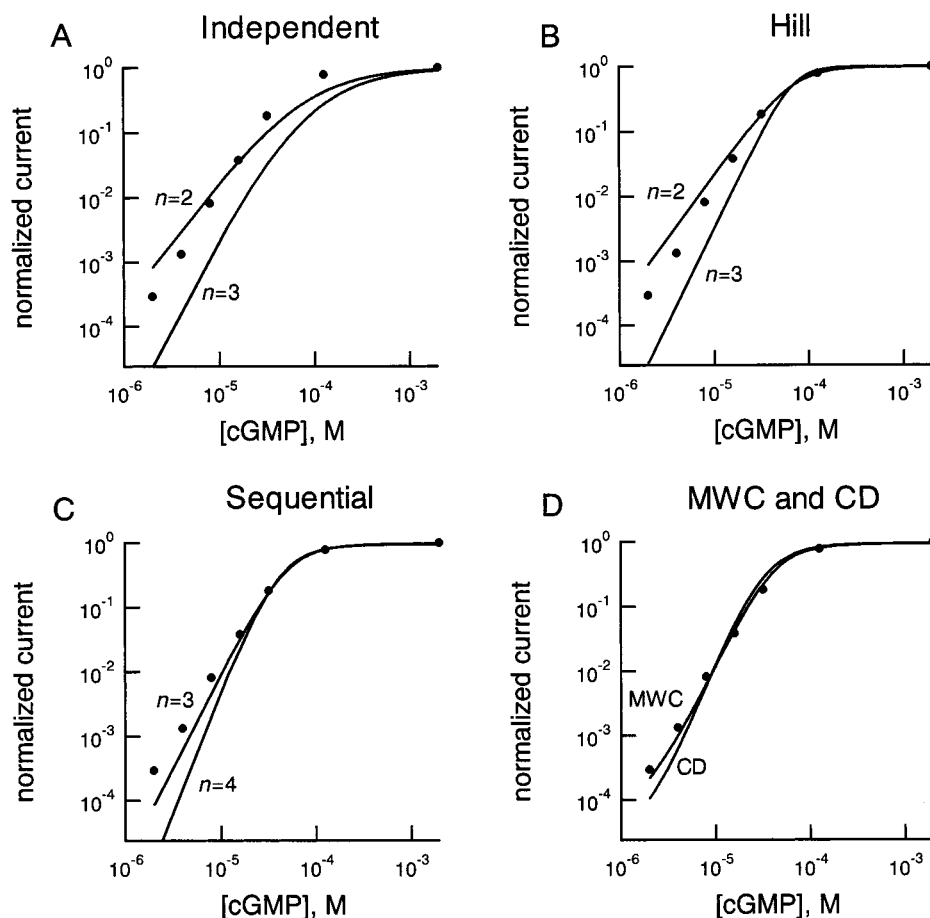 A
Independent
normalized current
10^0
10^-1
10^-2
10^-3
10^-4
n=2
n=3
10^-6
10^-5
10^-4
10^-3
[cGMP], M
B
Hill
normalized current
10^0
10^-1
10^-2
10^-3
10^-4
n=2
n=3
10^-6
10^-5
10^-4
10^-3
[cGMP], M
C
Sequential
normalized current
10^0
10^-1
10^-2
10^-3
10^-4
n=3
n=4
10^-6
10^-5
10^-4
10^-3
[cGMP], M
D
MWC and CD
normalized current
10^0
10^-1
10^-2
10^-3
10^-4
MWC
CD
10^-6
10^-5
10^-4
10^-3
[cGMP], M